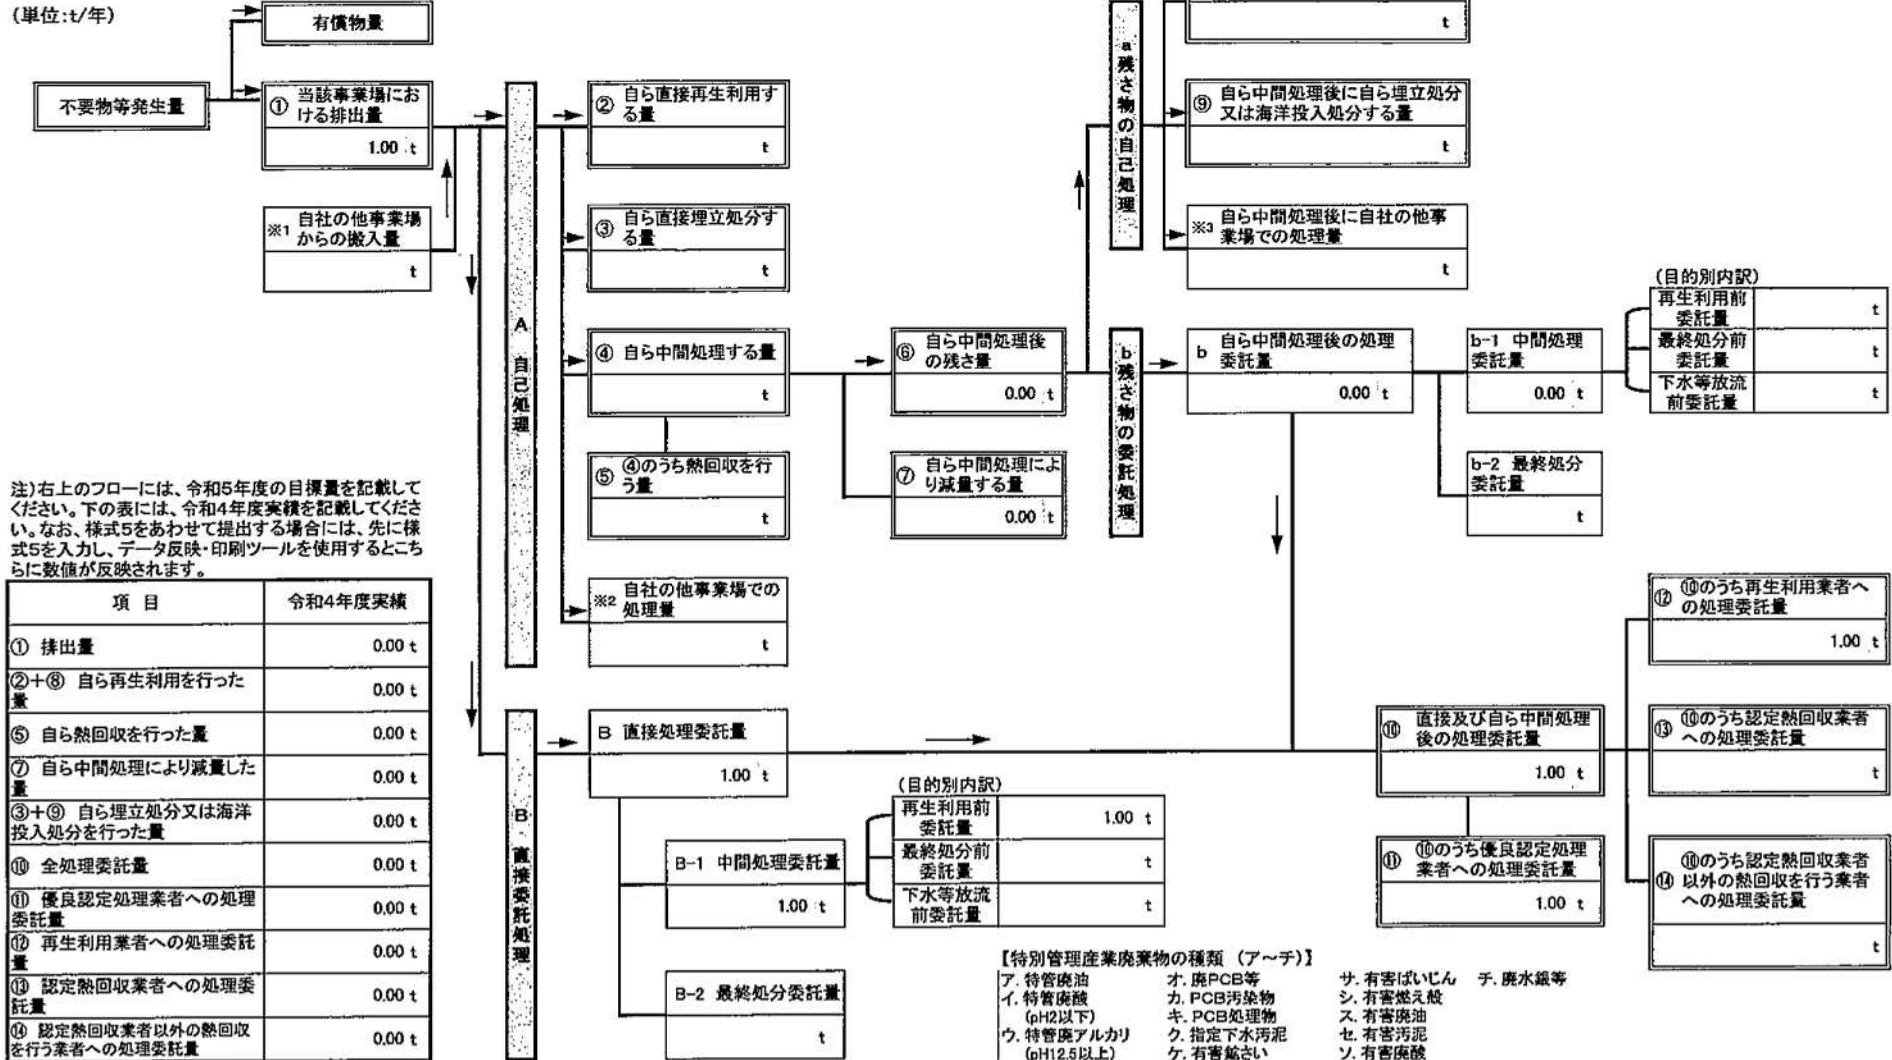 (単位:t/年)
有償物量
不要物等発生量
① 当該事業場にお
ける排出量
1.00 t
※1 自社の他事業場
からの搬入量
t
A 自己処理
② 自ら直接再生利用す
る量
t
③ 自ら直接埋立処分す
る量
t
④ 自ら中間処理する量
t
⑤ ④のうち熱回収を行
う量
t
※2 自社の他事業場での
処理量
t
⑥ 自ら中間処理後
の残さ量
0.00 t
⑦ 自ら中間処理によ
り減量する量
0.00 t
a 残さ物の自己処理
t
⑨ 自ら中間処理後に自ら埋立処分
又は海洋投入処分する量
t
※3 自ら中間処理後に自社の他事
業場での処理量
t
b 残さ物の委託処理
b 自ら中間処理後の処理
委託量
0.00 t
b-1 中間処理
委託量
0.00 t
(目的別内訳)
再生利用前
委託量
t
最終処分前
委託量
t
下水等放流
前委託量
t
b-2 最終処分
委託量
t
注)右上のフローには、令和5年度の目標量を記載して
ください。下の表には、令和4年度実績を記載してくださ
い。なお、様式5をあわせて提出する場合には、先に様
式5を入力し、データ反映・印刷ツールを使用するとこち
らに数値が反映されます。
項 目 令和4年度実績
① 排出量 0.00 t
②+⑧ 自ら再生利用を行った
量 0.00 t
⑤ 自ら熱回収を行った量 0.00 t
⑦ 自ら中間処理により減量した
量 0.00 t
③+⑨ 自ら埋立処分又は海洋
投入処分を行った量 0.00 t
⑩ 全処理委託量 0.00 t
⑪ 優良認定処理業者への処理
委託量 0.00 t
⑫ 再生利用業者への処理委託
量 0.00 t
⑬ 認定熱回収業者への処理委
託量 0.00 t
⑭ 認定熱回収業者以外の熱回収
を行う業者への処理委託量 0.00 t
B 直接委託処理
B 直接処理委託量
1.00 t
B-1 中間処理委託量
1.00 t
(目的別内訳)
再生利用前
委託量
1.00 t
最終処分前
委託量
t
下水等放流
前委託量
t
B-2 最終処分委託量
t
⑩ 直接及び自ら中間処理
後の処理委託量
1.00 t
⑪ ⑩のうち優良認定処理
業者への処理委託量
1.00 t
⑫ ⑩のうち再生利用業者へ
の処理委託量
1.00 t
⑬ ⑩のうち認定熱回収業者
への処理委託量
t
⑭ ⑩のうち認定熱回収業者
以外の熱回収を行う業者
への処理委託量
t
【特別管理産業廃棄物の種類 (ア~チ)】
ア. 特管廃油 オ. 廃PCB等 サ. 有害ばいじん チ. 廃水銀等
イ. 特管廃酸 カ. PCB汚染物 シ. 有害燃え殻
(pH2以下) キ. PCB処理物 ス. 有害廃油
ウ. 特管廃アルカリ ク. 指定下水汚泥 セ. 有害汚泥
(pH12.5以上) ケ. 有害鉱さい ソ. 有害廃酸